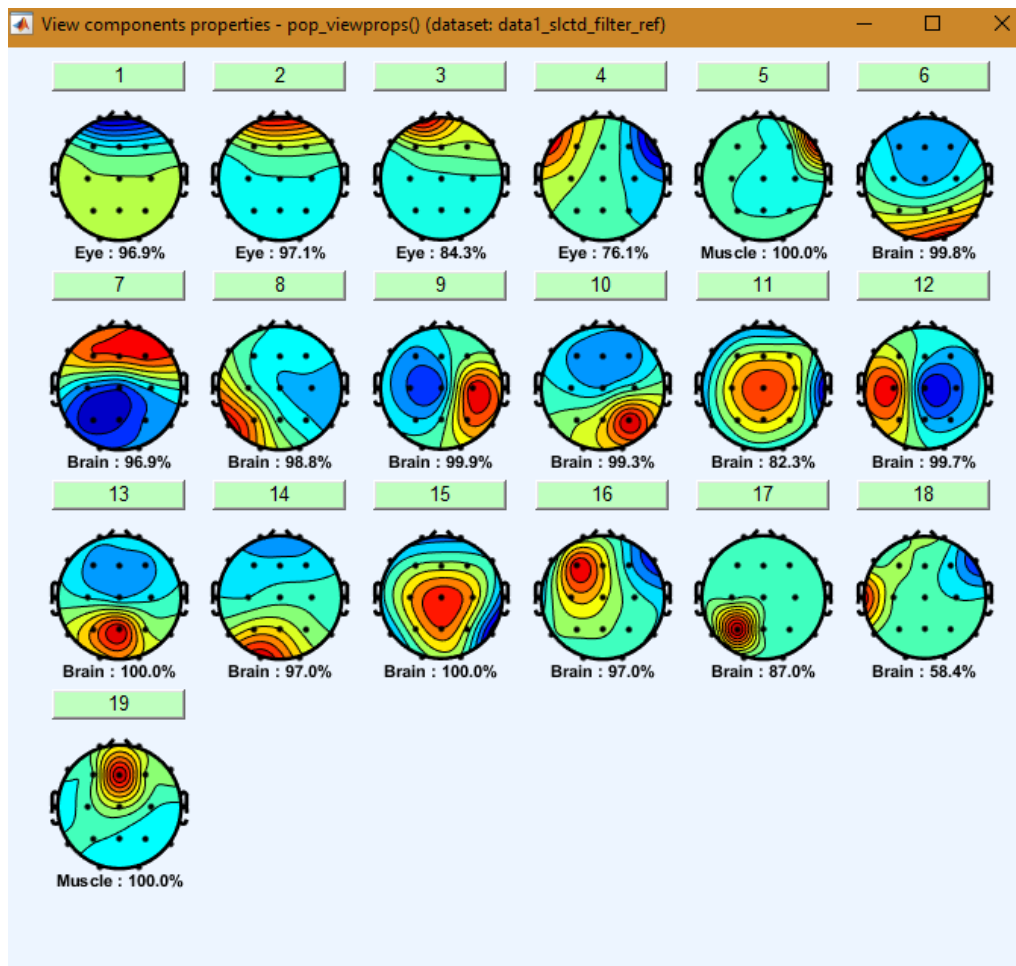 View components properties - pop_viewprops() (dataset: data1_slctd_filter_ref)
1 2 3 4 5 6
Eye : 96.9% Eye : 97.1% Eye : 84.3% Eye : 76.1% Muscle : 100.0% Brain : 99.8%
7 8 9 10 11 12
Brain : 96.9% Brain : 98.8% Brain : 99.9% Brain : 99.3% Brain : 82.3% Brain : 99.7%
13 14 15 16 17 18
Brain : 100.0% Brain : 97.0% Brain : 100.0% Brain : 97.0% Brain : 87.0% Brain : 58.4%
19
Muscle : 100.0%